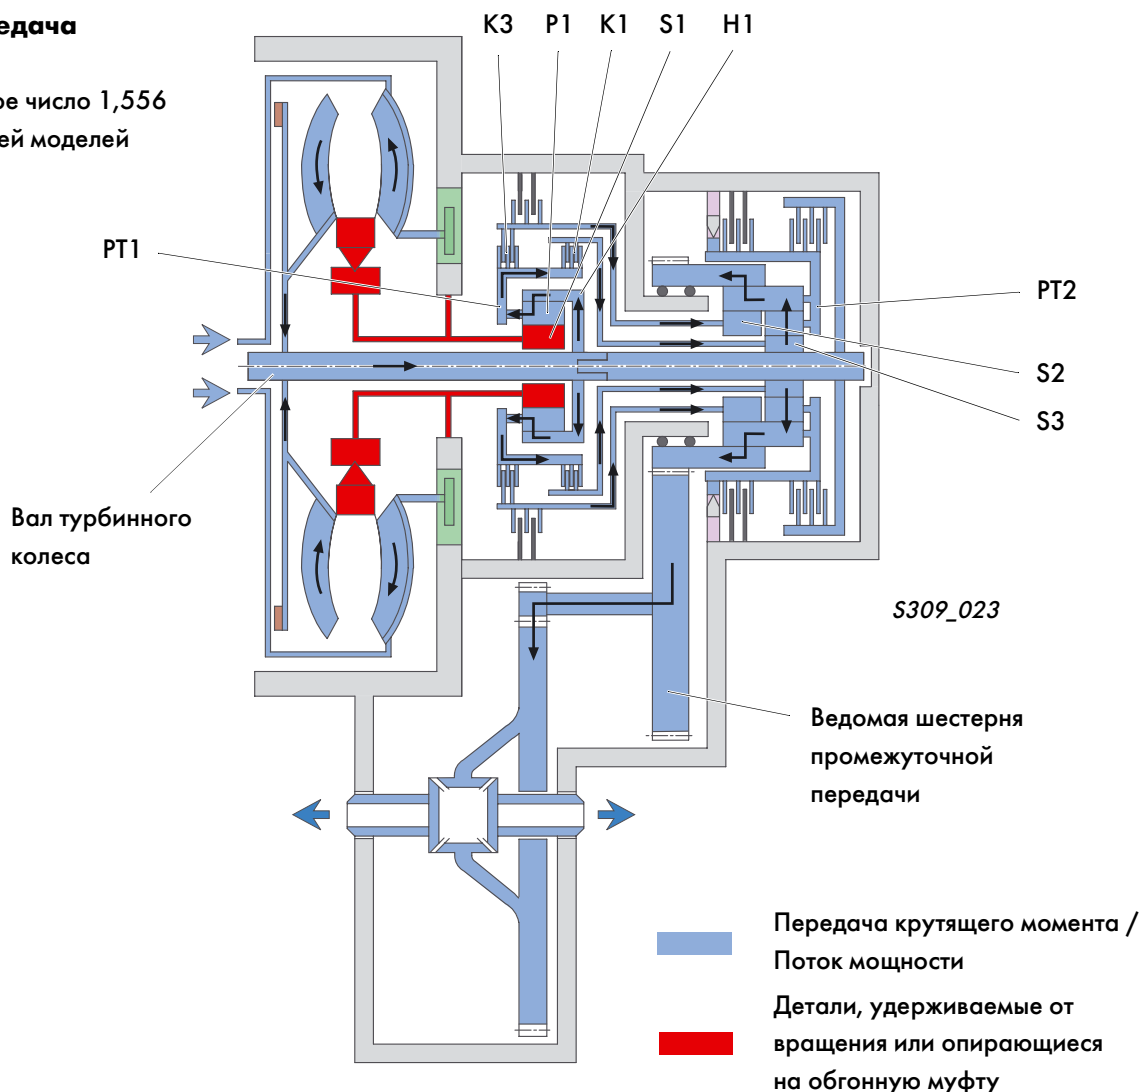 едача
K3 P1 K1 S1 H1
ое число 1,556
ей моделей
PT1
PT2
S2
S3
Вал турбинного
колеса
S309_023
Ведомая шестерня
промежуточной
передачи
Передача крутящего момента /
Поток мощности
Детали, удерживаемые от
вращения или опирающиеся
на обгонную муфту